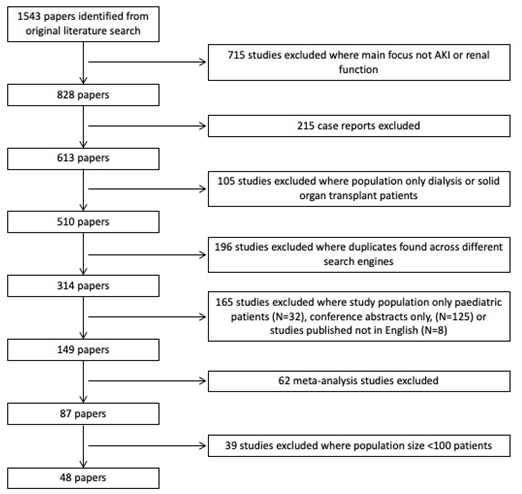 1543 papers identified from
original literature search
715 studies excluded where main focus not AKI or renal
function
828 papers
215 case reports excluded
613 papers
105 studies excluded where population only dialysis or solid
organ transplant patients
510 papers
196 studies excluded where duplicates found across different
search engines
314 papers
165 studies excluded where study population only paediatric
patients (N=32), conference abstracts only, (N=125) or
studies published not in English (N=8)
149 papers
62 meta-analysis studies excluded
87 papers
39 studies excluded where population size <100 patients
48 papers